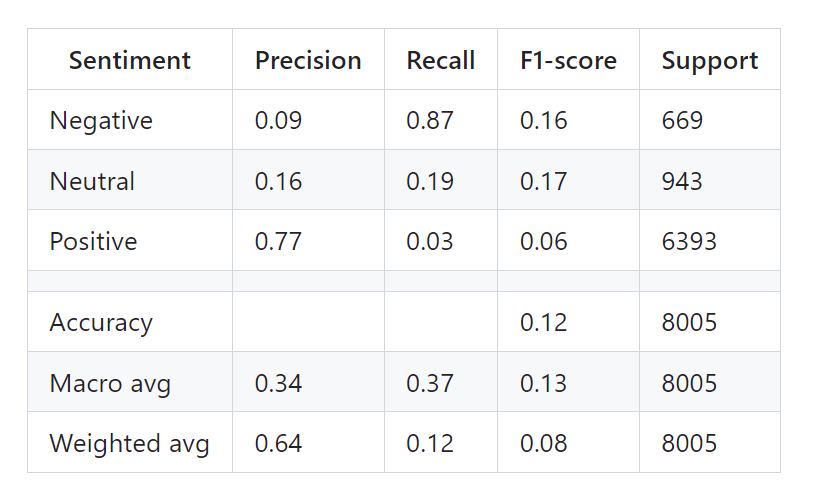 Sentiment Precision Recall F1-score Support
Negative 0.09 0.87 0.16 669
Neutral 0.16 0.19 0.17 943
Positive 0.77 0.03 0.06 6393
Accuracy 0.12 8005
Macro avg 0.34 0.37 0.13 8005
Weighted avg 0.64 0.12 0.08 8005